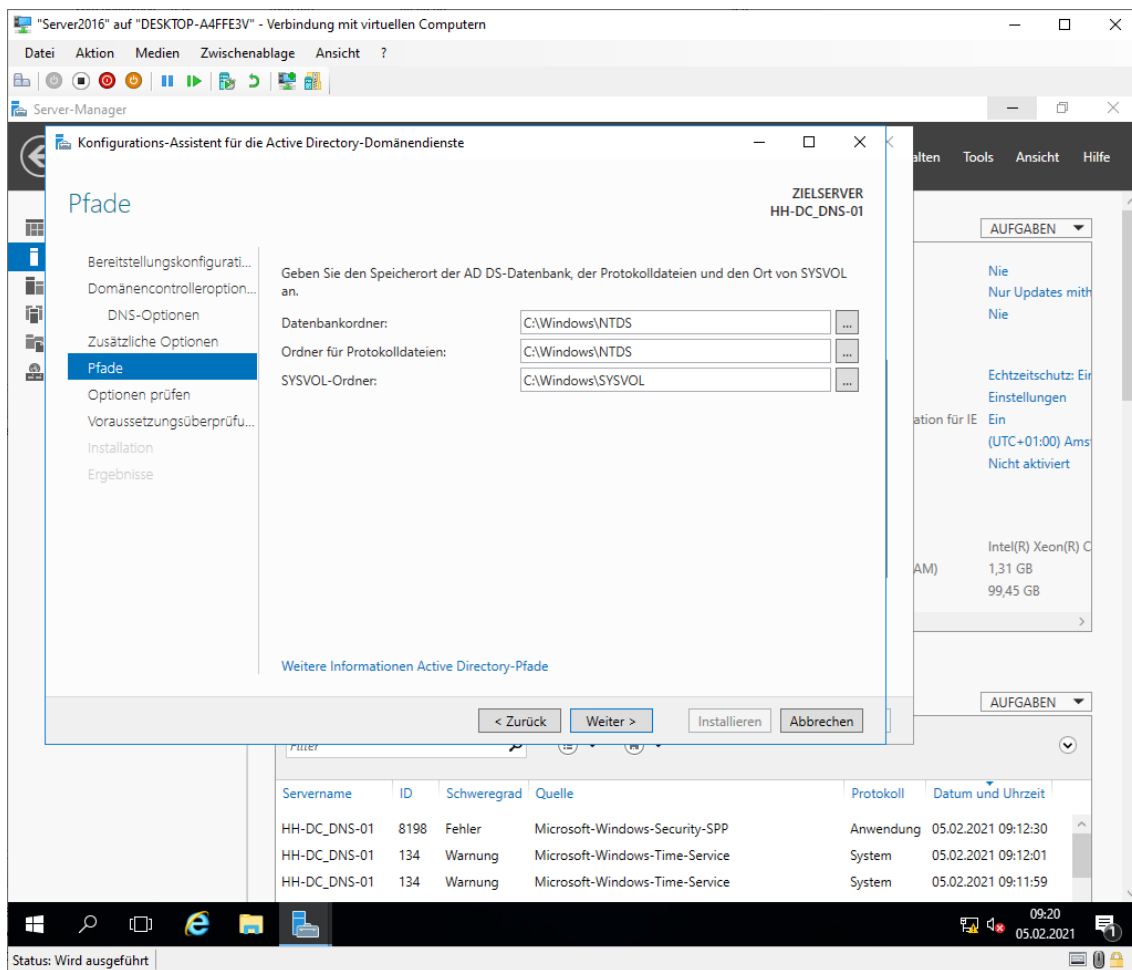 "Server2016" auf "DESKTOP-A4FFE3V" - Verbindung mit virtuellen Computern
Datei Aktion Medien Zwischenablage Ansicht ?
Server-Manager
Konfigurations-Assistent für die Active Directory-Domänendienste
alten Tools Ansicht Hilfe
Pfade
ZIELSERVER
HH-DC_DNS-01
Bereitstellungskonfigurati...
Domänencontrolleroption...
DNS-Optionen
Zusätzliche Optionen
Pfade
Optionen prüfen
Voraussetzungsüberprüfu...
Installation
Ergebnisse
Geben Sie den Speicherort der AD DS-Datenbank, der Protokolldateien und den Ort von SYSVOL
an.
Datenbankordner: C:\Windows\NTDS ...
Ordner für Protokolldateien: C:\Windows\NTDS ...
SYSVOL-Ordner: C:\Windows\SYSVOL ...
Weitere Informationen Active Directory-Pfade
< Zurück Weiter > Installieren Abbrechen
AUFGABEN
Nie
Nur Updates mith
Nie
Echtzeitschutz: Ein
Einstellungen
ation für IE Ein
(UTC+01:00) Ams
Nicht aktiviert
Intel(R) Xeon(R) C
AM) 1,31 GB
99,45 GB
AUFGABEN
Filter
Servername ID Schweregrad Quelle Protokoll Datum und Uhrzeit
HH-DC_DNS-01 8198 Fehler Microsoft-Windows-Security-SPP Anwendung 05.02.2021 09:12:30
HH-DC_DNS-01 134 Warnung Microsoft-Windows-Time-Service System 05.02.2021 09:12:01
HH-DC_DNS-01 134 Warnung Microsoft-Windows-Time-Service System 05.02.2021 09:11:59
09:20
05.02.2021
1
Status: Wird ausgeführt